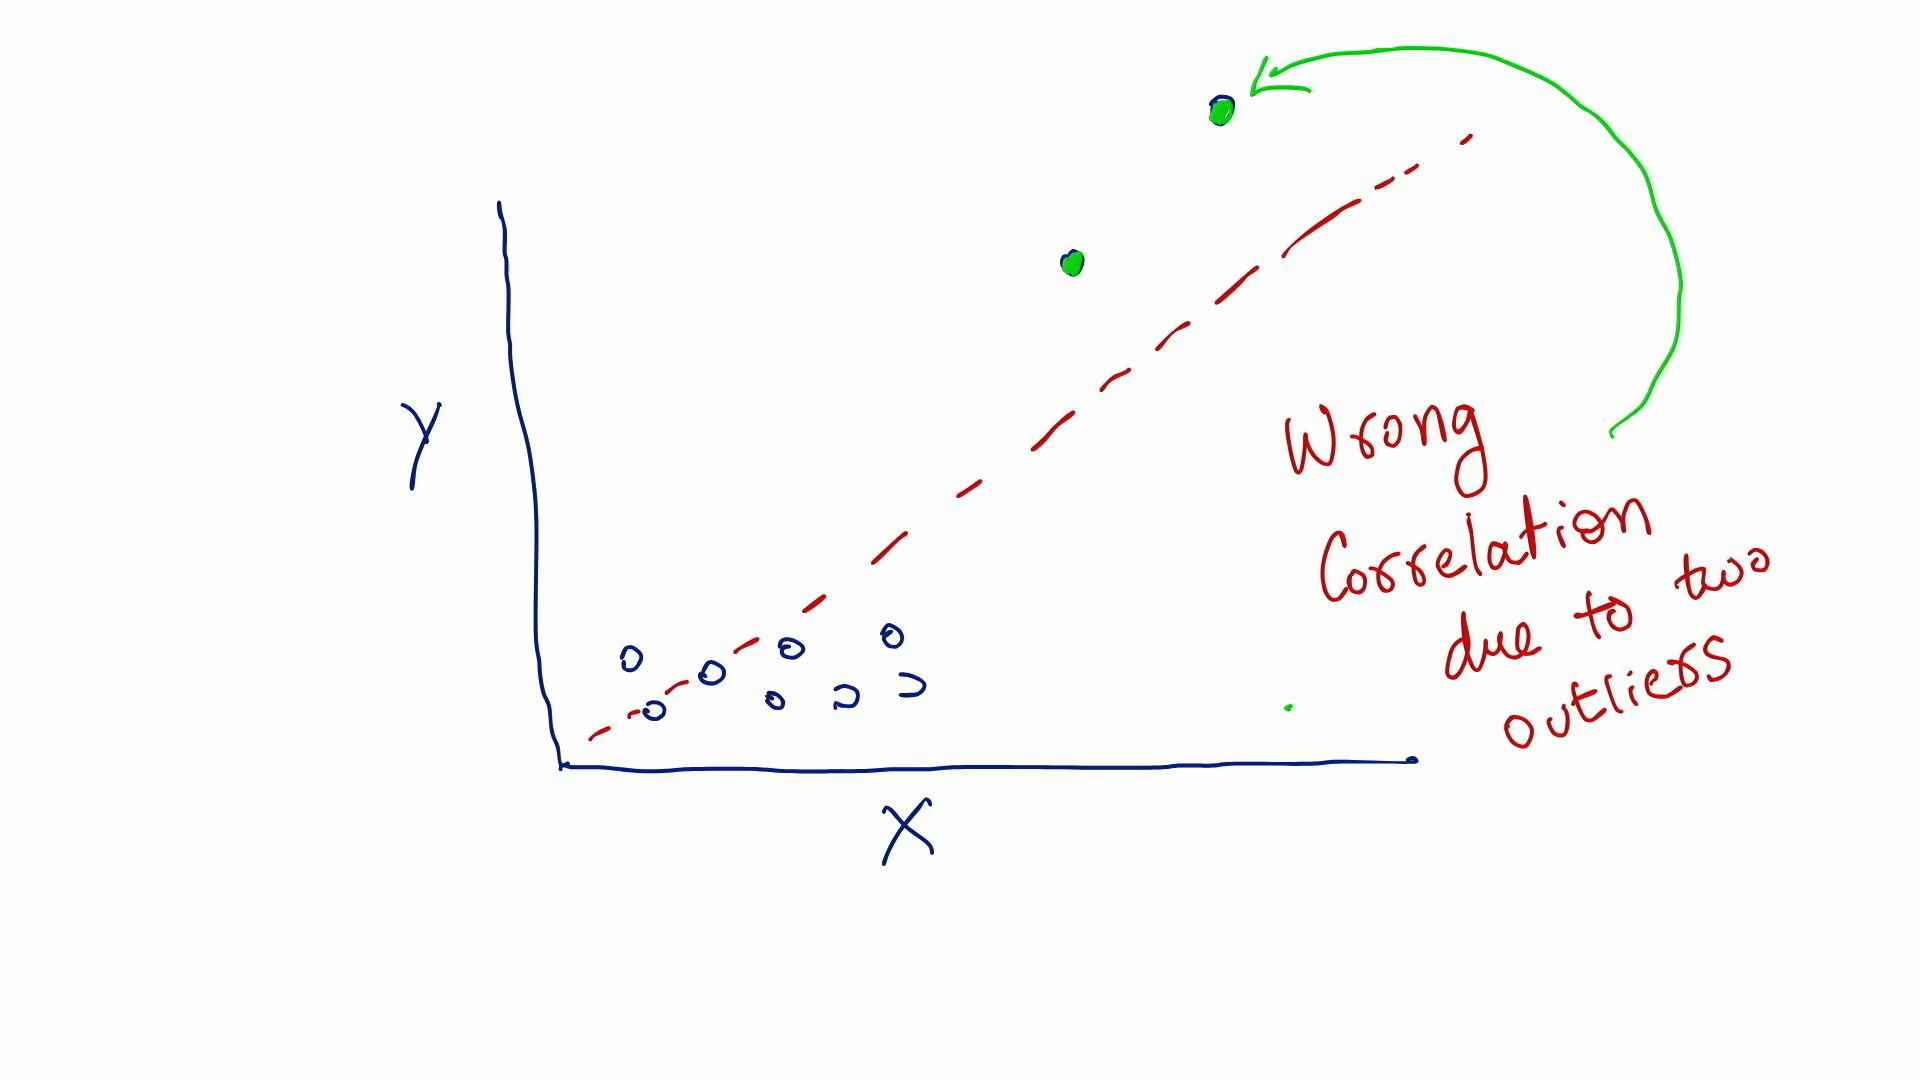 Y
Wrong
Correlation
due to two
outliers
X